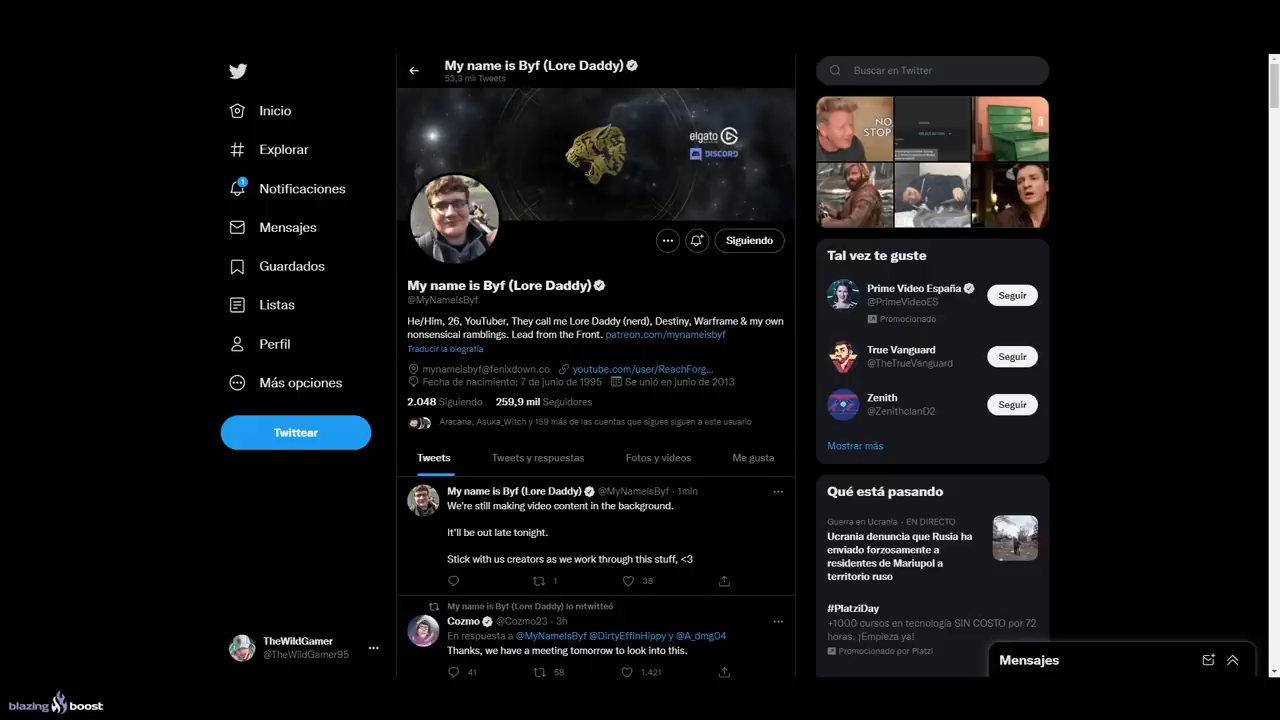 My name is Byf (Lore Daddy)
53,3 mil Tweets
Inicio
Explorar
1
Notificaciones
Mensajes
Guardados
Listas
Perfil
Más opciones
Twittear
TheWildGamer
@TheWildGamer95
elgato
DISCORD
Siguiendo
My name is Byf (Lore Daddy)
@MyNameIsByf
He/Him, 26, YouTuber, They call me Lore Daddy (nerd), Destiny, Warframe & my own
nonsensical ramblings. Lead from the Front. patreon.com/mynameisbyf
Traducir la biografía
mynameisbyf@fenixdown.co youtube.com/user/ReachForg...
Fecha de nacimiento: 7 de junio de 1995 Se unió en junio de 2013
2.048 Siguiendo 259,9 mil Seguidores
Aracana, Asuka_Witch y 159 más de las cuentas que sigues siguen a este usuario
Tweets Tweets y respuestas Fotos y videos Me gusta
My name is Byf (Lore Daddy) @MyNameIsByf · 1min
We're still making video content in the background.
It'll be out late tonight.
Stick with us creators as we work through this stuff, <3
1 38
My name is Byf (Lore Daddy) lo retwitteó
Cozmo @Cozmo23 · 3h
En respuesta a @MyNameIsByf @DirtyEffinHippy y @A_dmg04
Thanks, we have a meeting tomorrow to look into this.
41 58 1.421
Buscar en Twitter
NO,
STOP
Tal vez te guste
Prime Video España
@PrimeVideoES
Seguir
Promocionado
True Vanguard
@TheTrueVanguard
Seguir
Zenith
@ZenithclanD2
Seguir
Mostrar más
Qué está pasando
Guerra en Ucrania · EN DIRECTO
Ucrania denuncia que Rusia ha
enviado forzosamente a
residentes de Mariupol a
territorio ruso
#PlatziDay
+1000 cursos en tecnología SIN COSTO por 72
horas. ¡Empieza ya!
Promocionado por Platzi
Mensajes
blazing boost